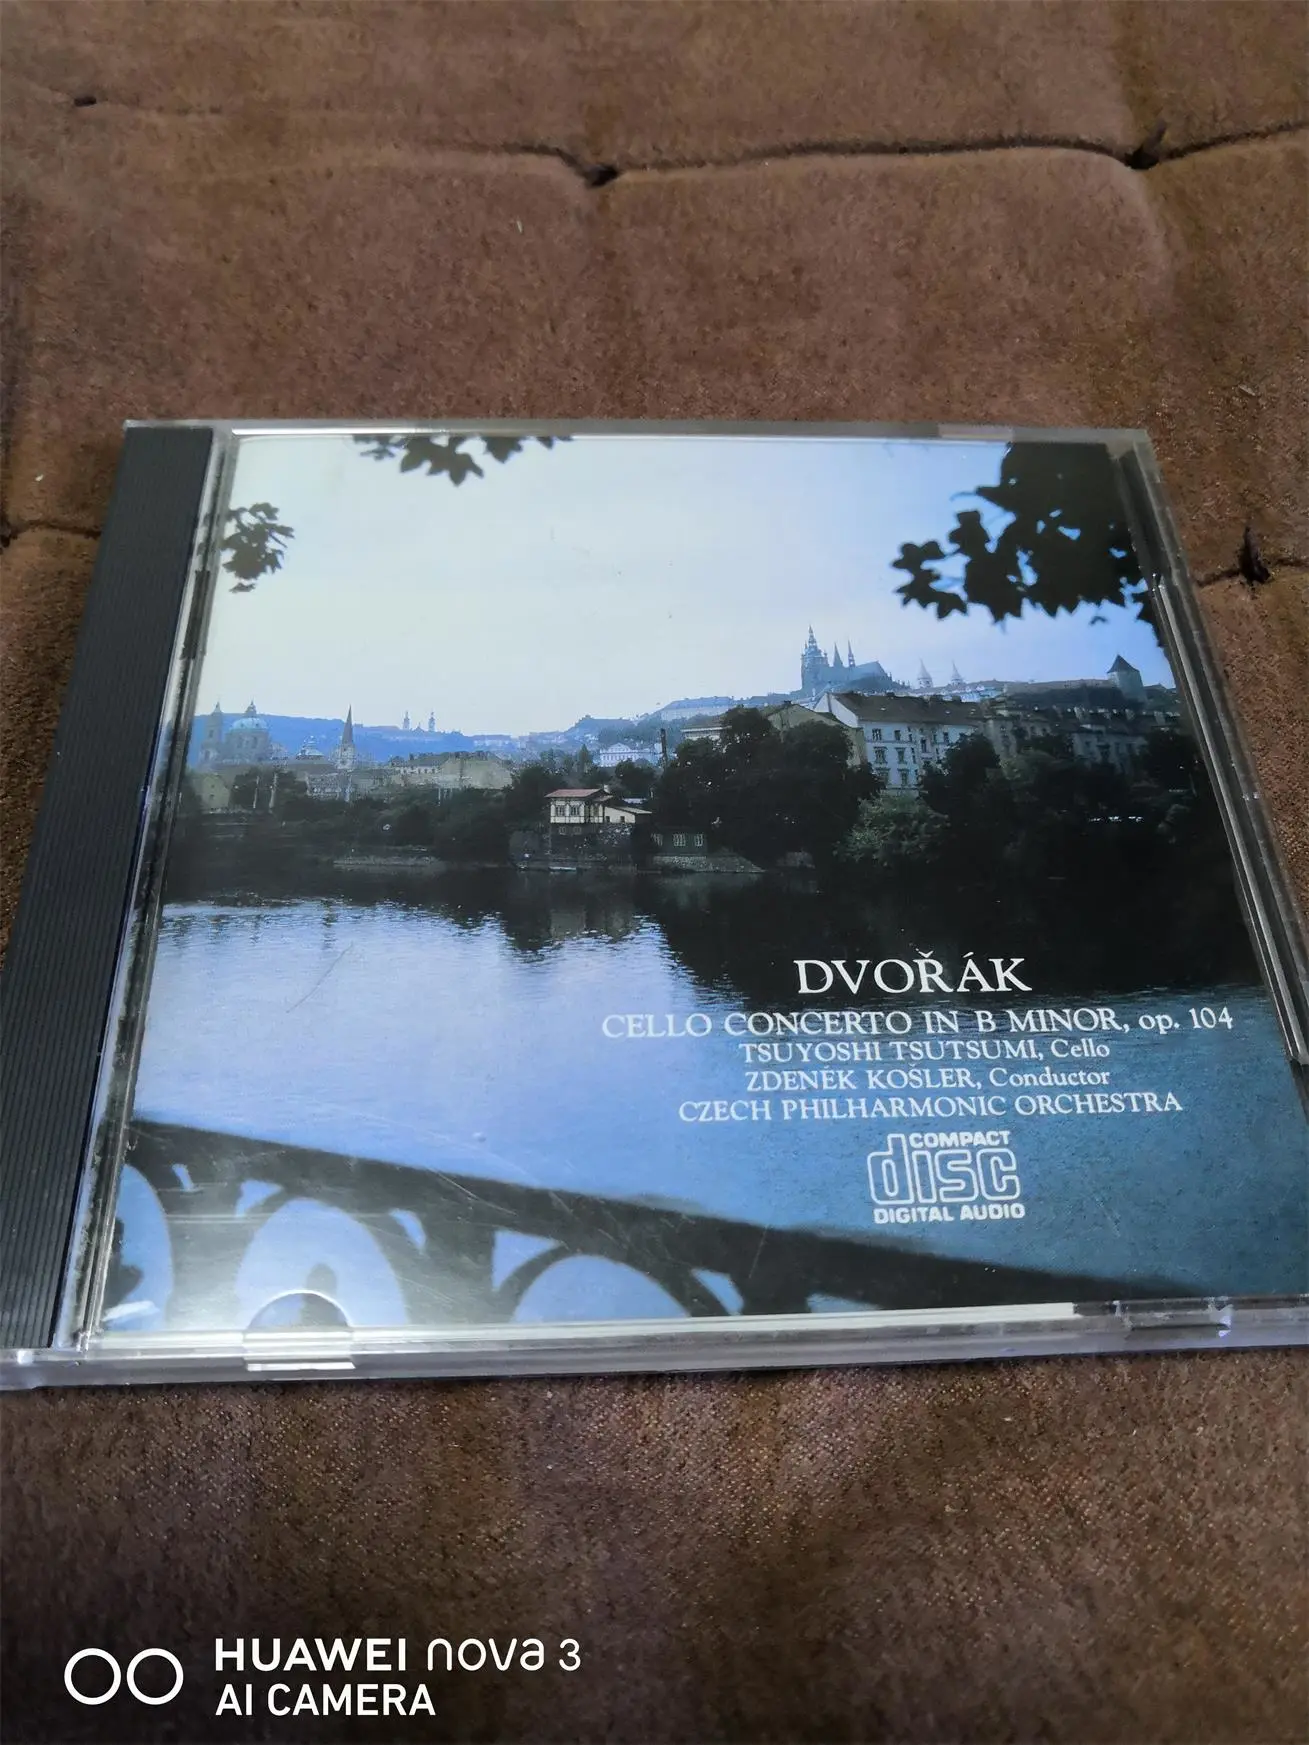 DVOŘÁK
CELLO CONCERTO IN B MINOR, op. 104
TSUYOSHI TSUTSUMI, Cello
ZDENĚK KOŠLER, Conductor
CZECH PHILHARMONIC ORCHESTRA
COMPACT
disc
DIGITAL AUDIO
HUAWEI nova 3
AI CAMERA